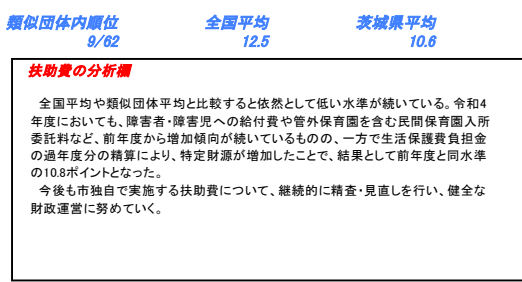 類似団体内順位 全国平均 茨城県平均
9/62 12.5 10.6
扶助費の分析欄
全国平均や類似団体平均と比較すると依然として低い水準が続いている。令和4
年度においても、障害者・障害児への給付費や管外保育園を含む民間保育園入所
委託料など、前年度から増加傾向が続いているものの、一方で生活保護費負担金
の過年度分の精算により、特定財源が増加したことで、結果として前年度と同水準
の10.8ポイントとなった。
今後も市独自で実施する扶助費について、継続的に精査・見直しを行い、健全な
財政運営に努めていく。